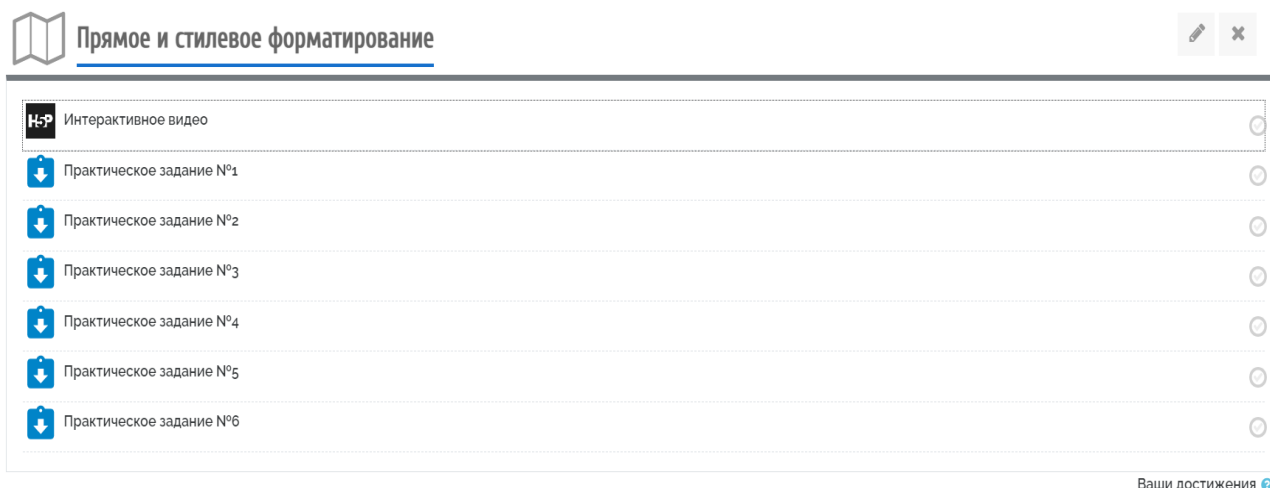 Прямое и стилевое форматирование
H5P Интерактивное видео
Практическое задание №1
Практическое задание №2
Практическое задание №3
Практическое задание №4
Практическое задание №5
Практическое задание №6
Ваши достижения ?